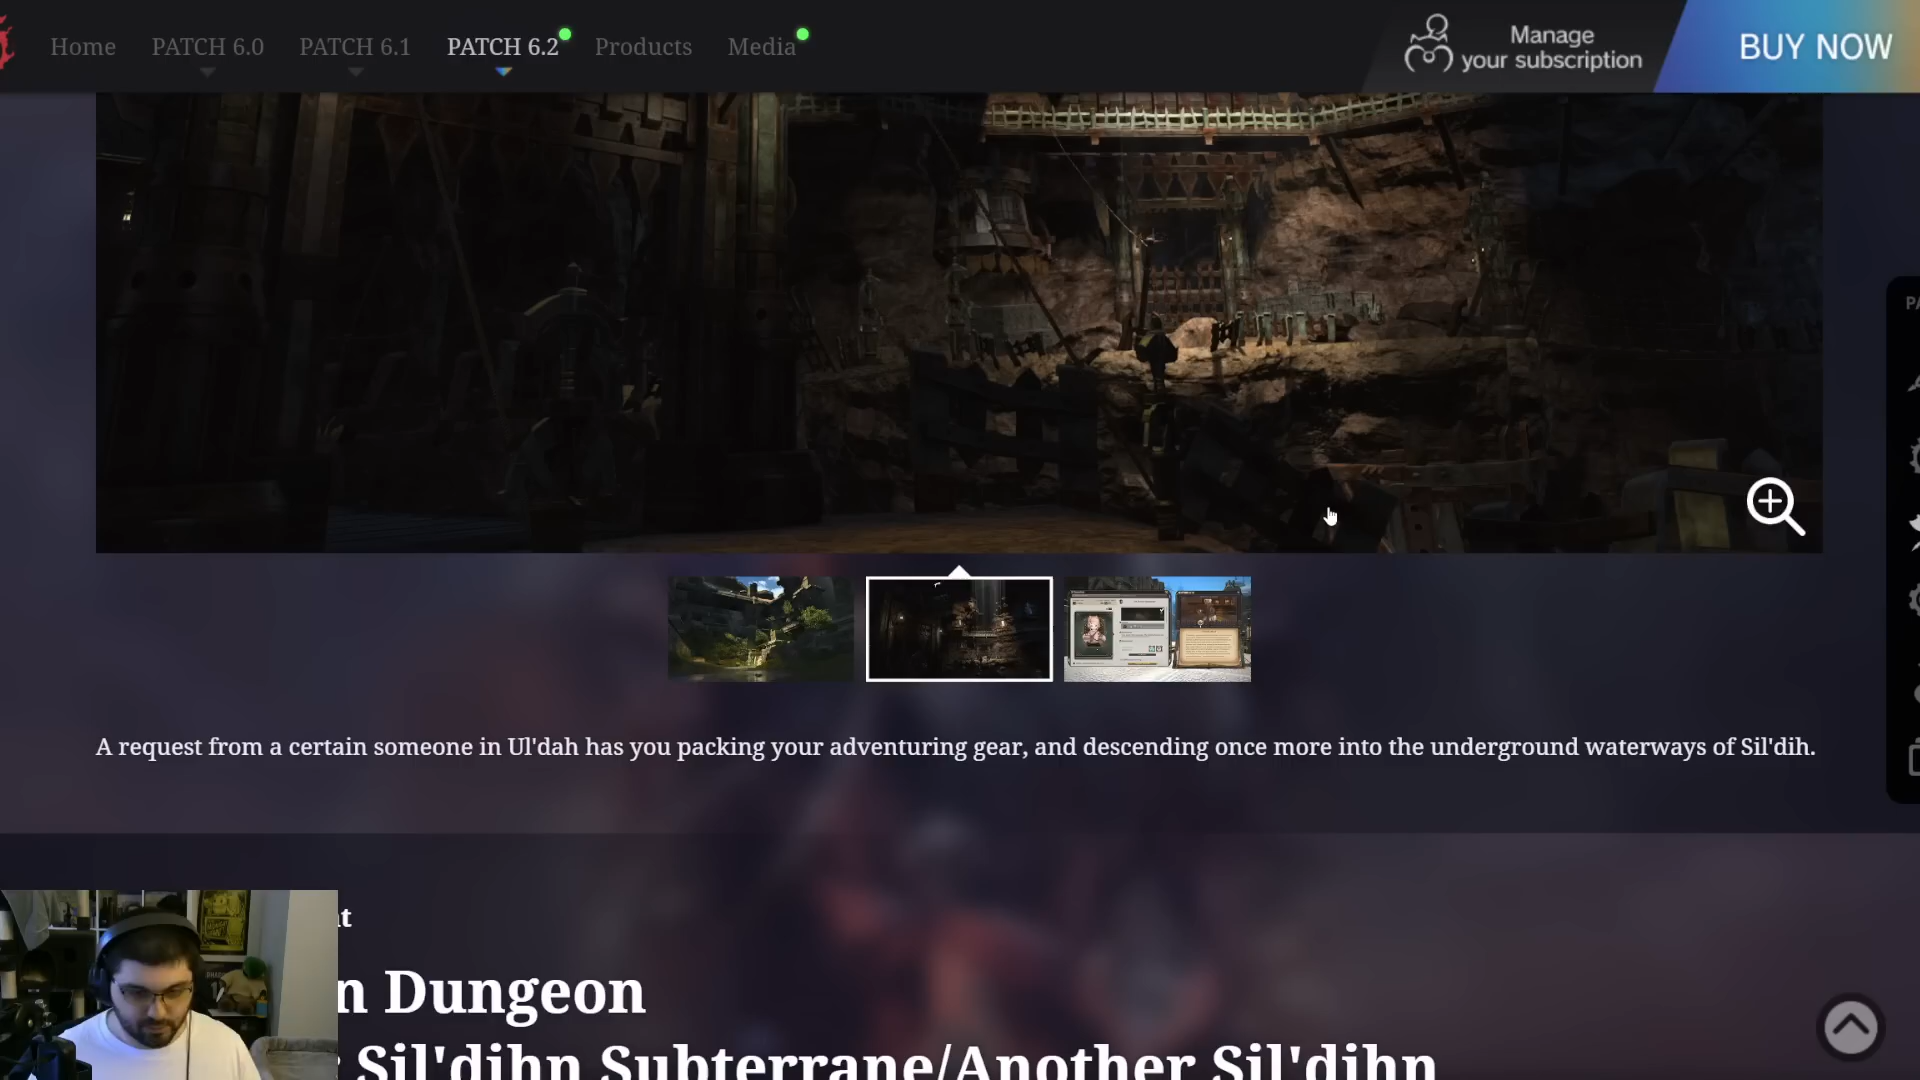 Home PATCH 6.0 PATCH 6.1 PATCH 6.2 Products Media
Manage
your subscription
BUY NOW
PA
A request from a certain someone in Ul'dah has you packing your adventuring gear, and descending once more into the underground waterways of Sil'dih.
nt
n Dungeon
Sil'dihn Subterrane/Another Sil'dihn